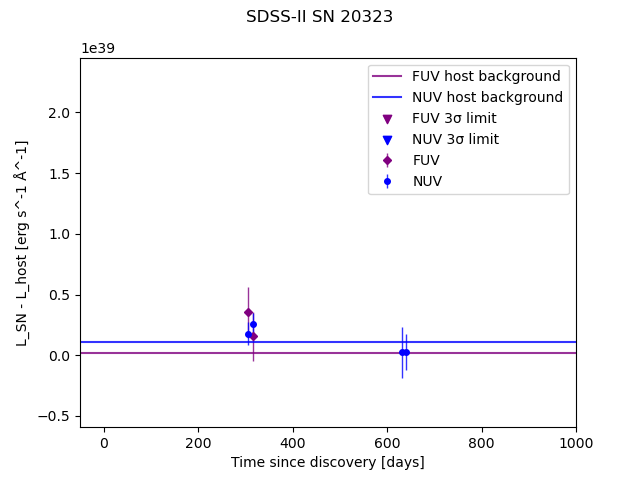 SDSS-II SN 20323
1e39
FUV host background
NUV host background
FUV 3σ limit
NUV 3σ limit
FUV
NUV
2.0
1.5
1.0
0.5
0.0
−0.5
L_SN - L_host [erg s^-1 Å^-1]
0 200 400 600 800 1000
Time since discovery [days]